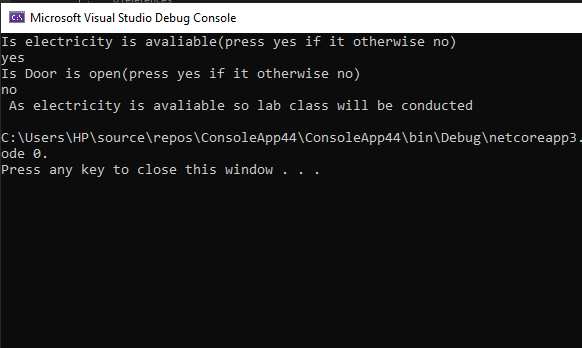 Microsoft Visual Studio Debug Console
Is electricity is avaliable(press yes if it otherwise no)
yes
Is Door is open(press yes if it otherwise no)
no
 As electricity is avaliable so lab class will be conducted
C:\Users\HP\source\repos\ConsoleApp44\ConsoleApp44\bin\Debug\netcoreapp3.
ode 0.
Press any key to close this window . . .